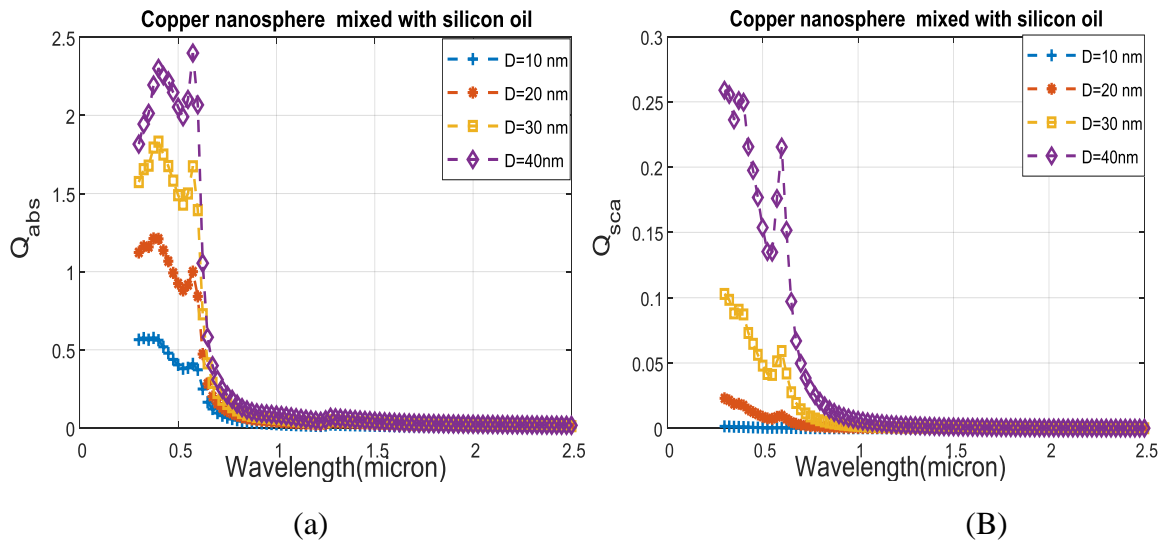 Copper nanosphere mixed with silicon oil
2.5
2
1.5
1
0.5
0
Q_abs
0
0.5
1
1.5
2
2.5
Wavelength(micron)
D=10 nm
D=20 nm
D=30 nm
D=40nm
(a)
Copper nanosphere mixed with silicon oil
0.3
0.25
0.2
0.15
0.1
0.05
0
Q_sca
0
0.5
1
1.5
2
2.5
Wavelength(micron)
D=10 nm
D=20 nm
D=30 nm
D=40nm
(B)